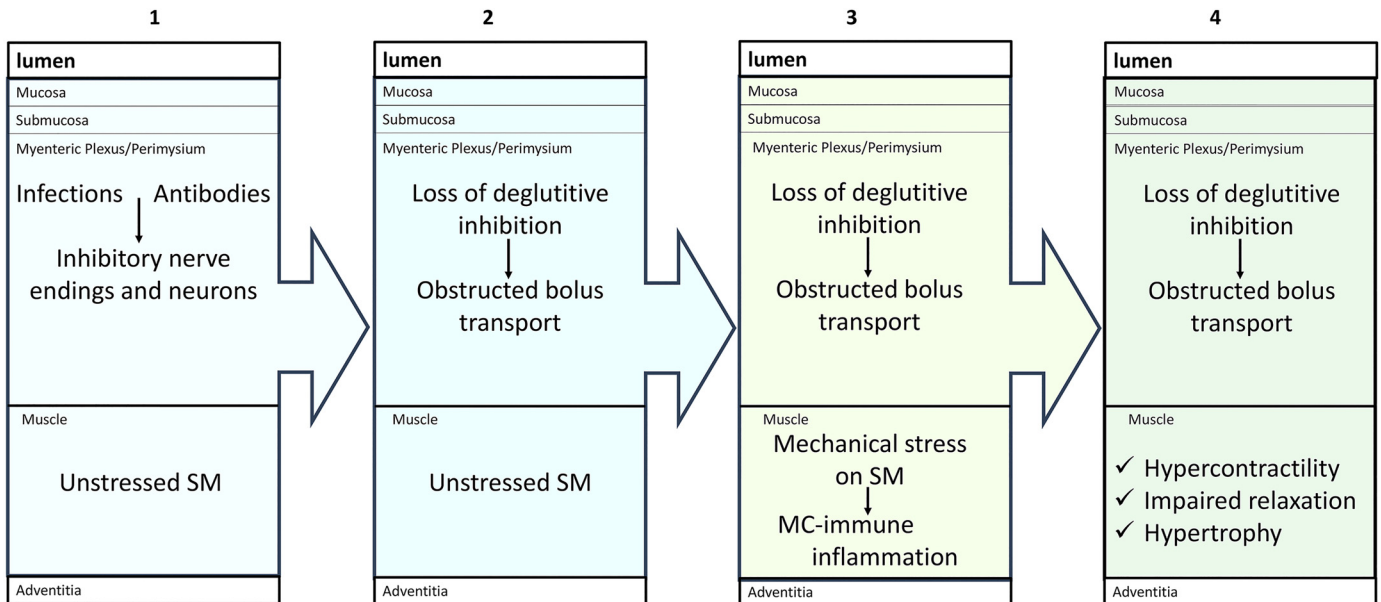 1
lumen
Mucosa
Submucosa
Myenteric Plexus/Perimysium
Infections Antibodies
Inhibitory nerve
endings and neurons
Muscle
Unstressed SM
Adventitia
2
lumen
Mucosa
Submucosa
Myenteric Plexus/Perimysium
Loss of deglutitive
inhibition
Obstructed bolus
transport
Muscle
Unstressed SM
Adventitia
3
lumen
Mucosa
Submucosa
Myenteric Plexus/Perimysium
Loss of deglutitive
inhibition
Obstructed bolus
transport
Muscle
Mechanical stress
on SM
MC-immune
inflammation
Adventitia
4
lumen
Mucosa
Submucosa
Myenteric Plexus/Perimysium
Loss of deglutitive
inhibition
Obstructed bolus
transport
Muscle
✓ Hypercontractility
✓ Impaired relaxation
✓ Hypertrophy
Adventitia